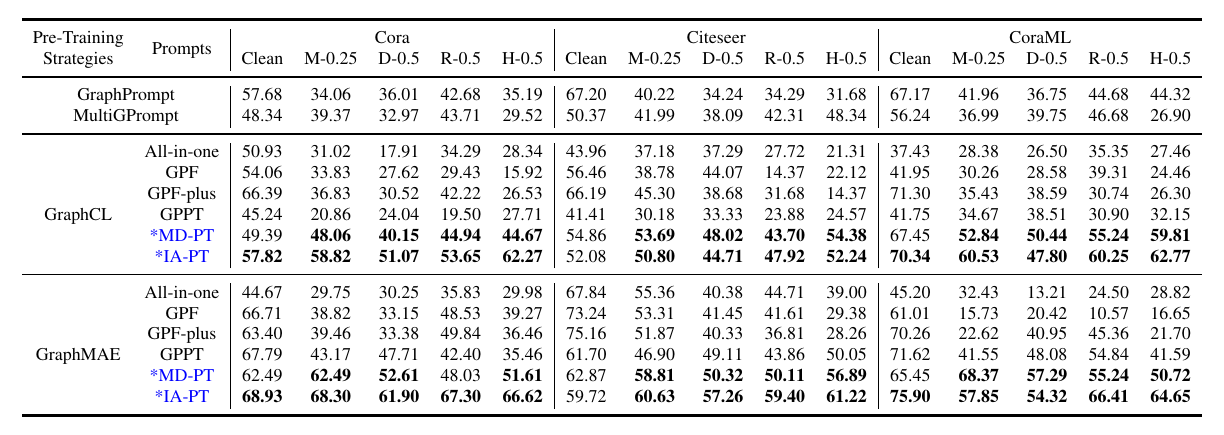 Pre-Training Strategies Prompts Cora Citeseer CoraML
Clean M-0.25 D-0.5 R-0.5 H-0.5 Clean M-0.25 D-0.5 R-0.5 H-0.5 Clean M-0.25 D-0.5 R-0.5 H-0.5
GraphPrompt 57.68 34.06 36.01 42.68 35.19 67.20 40.22 34.24 34.29 31.68 67.17 41.96 36.75 44.68 44.32
MultiGPrompt 48.34 39.37 32.97 43.71 29.52 50.37 41.99 38.09 42.31 48.34 56.24 36.99 39.75 46.68 26.90
All-in-one 50.93 31.02 17.91 34.29 28.34 43.96 37.18 37.29 27.72 21.31 37.43 28.38 26.50 35.35 27.46
GPF 54.06 33.83 27.62 29.43 15.92 56.46 38.78 44.07 14.37 22.12 41.95 30.26 28.58 39.31 24.46
GPF-plus 66.39 36.83 30.52 42.22 26.53 66.19 45.30 38.68 31.68 14.37 71.30 35.43 38.59 30.74 26.30
GraphCL GPPT 45.24 20.86 24.04 19.50 27.71 41.41 30.18 33.33 23.88 24.57 41.75 34.67 38.51 30.90 32.15
*MD-PT 49.39 48.06 40.15 44.94 44.67 54.86 53.69 48.02 43.70 54.38 67.45 52.84 50.44 55.24 59.81
*IA-PT 57.82 58.82 51.07 53.65 62.27 52.08 50.80 44.71 47.92 52.24 70.34 60.53 47.80 60.25 62.77
All-in-one 44.67 29.75 30.25 35.83 29.98 67.84 55.36 40.38 44.71 39.00 45.20 32.43 13.21 24.50 28.82
GPF 66.71 38.82 33.15 48.53 39.27 73.24 53.31 41.45 41.61 29.38 61.01 15.73 20.42 10.57 16.65
GPF-plus 63.40 39.46 33.38 49.84 36.46 75.16 51.87 40.33 36.81 28.26 70.26 22.62 40.95 45.36 21.70
GraphMAE GPPT 67.79 43.17 47.71 42.40 35.46 61.70 46.90 49.11 43.86 50.05 71.62 41.55 48.08 54.84 41.59
*MD-PT 62.49 62.49 52.61 48.03 51.61 62.87 58.81 50.32 50.11 56.89 65.45 68.37 57.29 55.24 50.72
*IA-PT 68.93 68.30 61.90 67.30 66.62 59.72 60.63 57.26 59.40 61.22 75.90 57.85 54.32 66.41 64.65